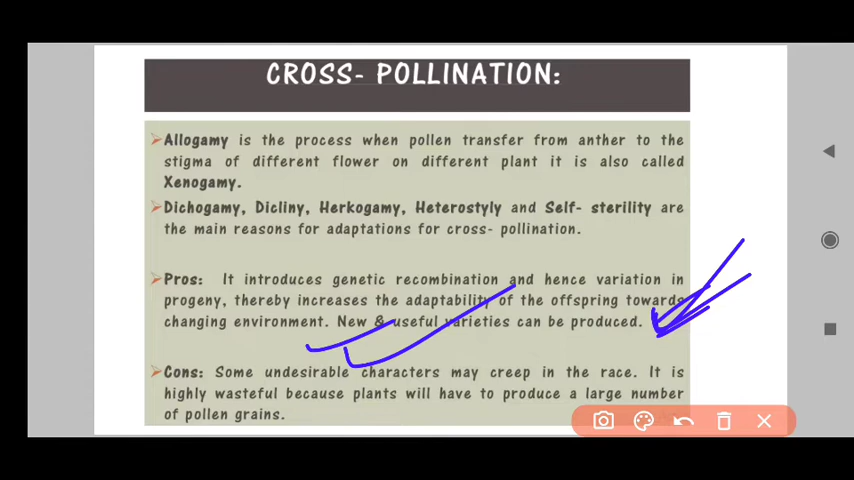 CROSS- POLLINATION:
Allogamy is the process when pollen transfer from anther to the
stigma of different flower on different plant it is also called
Xenogamy.
Dichogamy, Dicliny, Herkogamy, Heterostyly and Self- sterility are
the main reasons for adaptations for cross- pollination.
Pros: It introduces genetic recombination and hence variation in
progeny, thereby increases the adaptability of the offspring towards
changing environment. New & useful varieties can be produced.
Cons: Some undesirable characters may creep in the race. It is
highly wasteful because plants will have to produce a large number
of pollen grains.